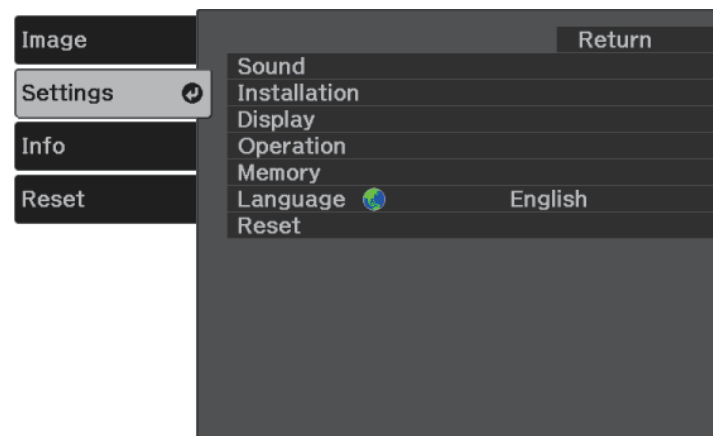 Image
Settings
Info
Reset
Return
Sound
Installation
Display
Operation
Memory
Language English
Reset